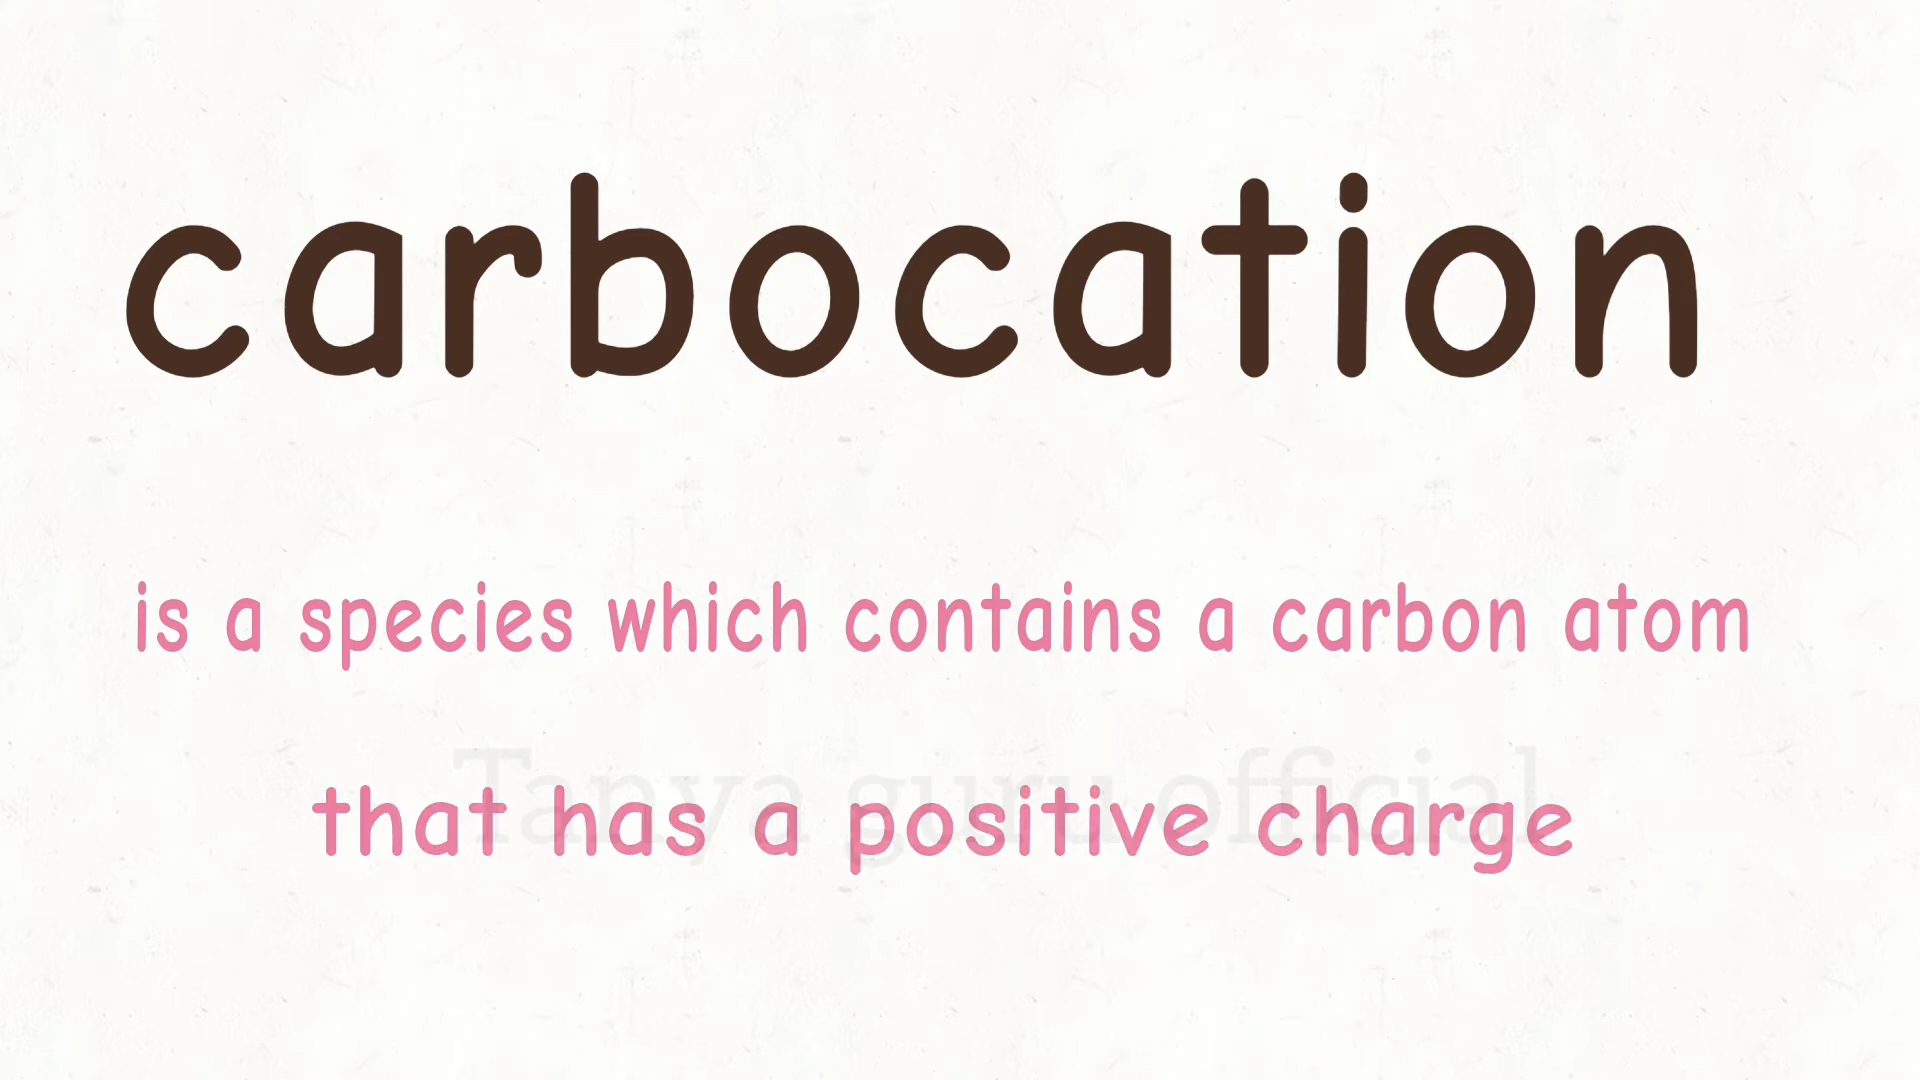 carbocation
is a species which contains a carbon atom
that has a positive charge
Tanya guru official